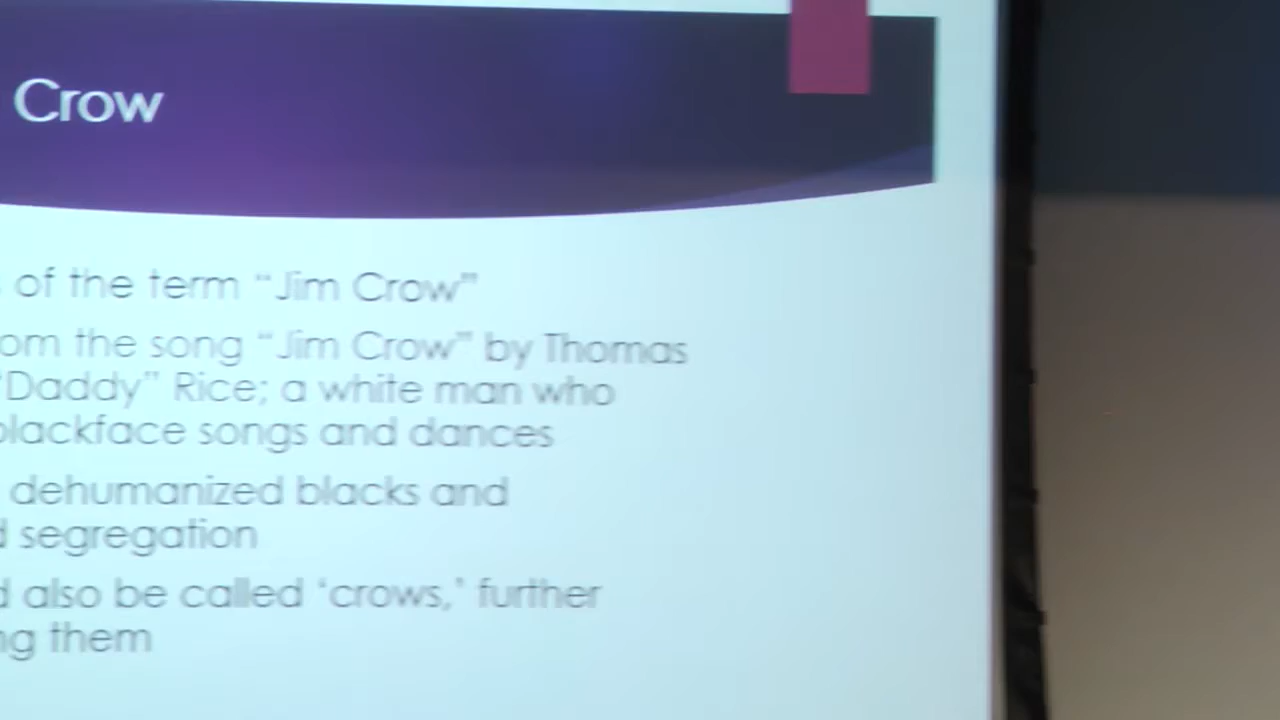 Crow
of the term “Jim Crow”
om the song “Jim Crow” by Thomas
“Daddy” Rice; a white man who
blackface songs and dances
dehumanized blacks and
d segregation
d also be called ‘crows,’ further
ng them